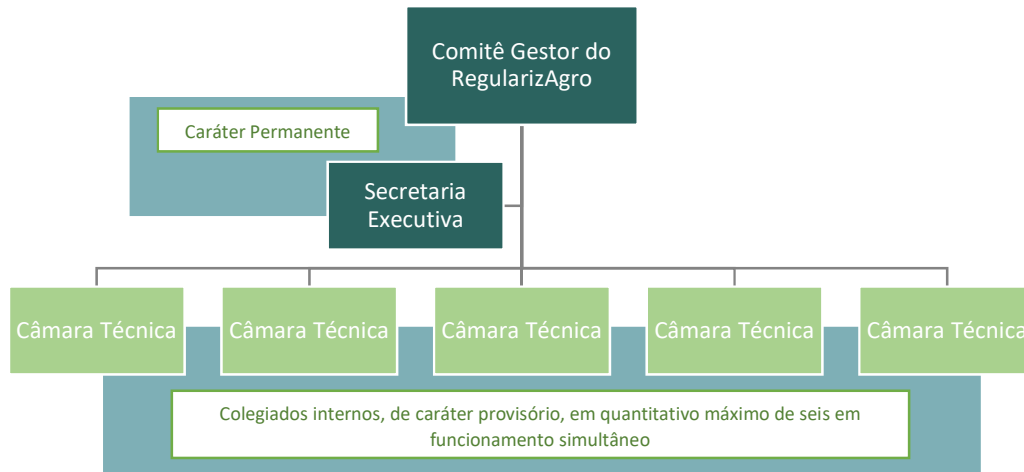 Comitê Gestor do
RegularizAgro
Caráter Permanente
Secretaria
Executiva
Câmara Técnica
Câmara Técnica
Câmara Técnica
Câmara Técnica
Câmara Técnica
Colegiados internos, de caráter provisório, em quantitativo máximo de seis em
funcionamento simultâneo